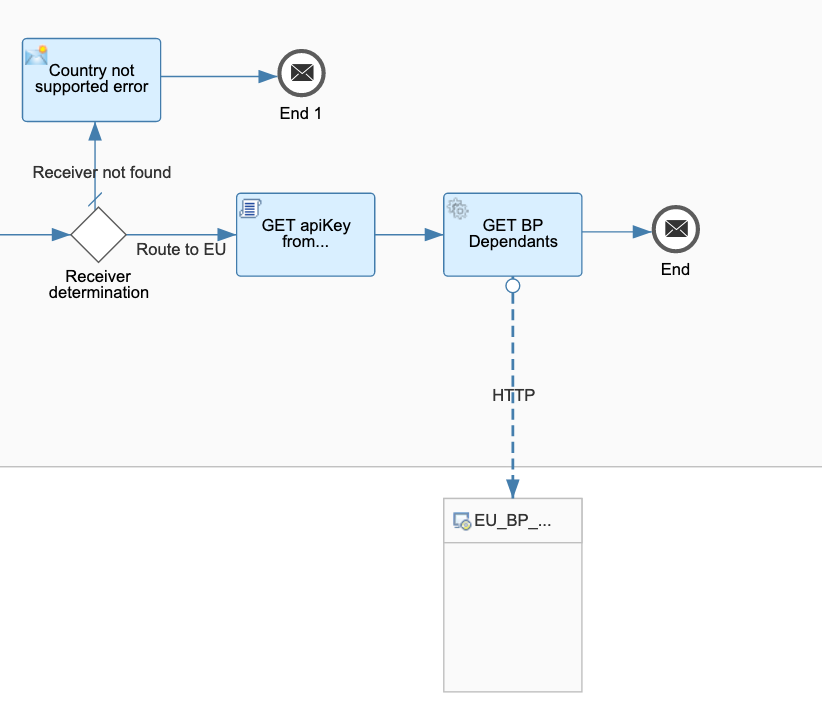 Country not
supported error
End 1
Receiver not found
Route to EU
Receiver
determination
GET apiKey
from...
GET BP
Dependants
End
HTTP
EU_BP_...